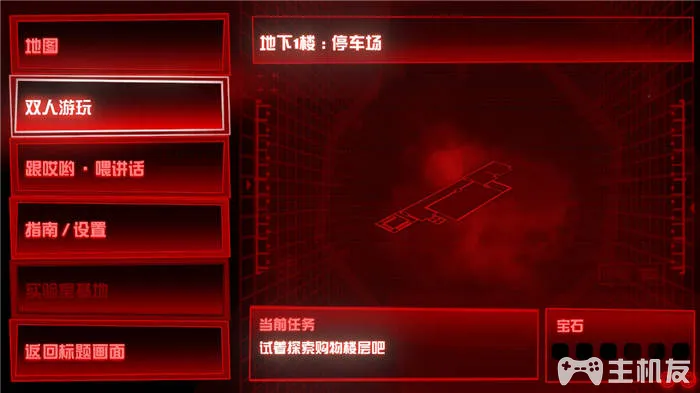 地图
双人游玩
跟哎哟·喂讲话
指南/设置
实验室基地
返回标题画面
地下1楼:停车场
当前任务
试着探索购物楼层吧
宝石
主机友